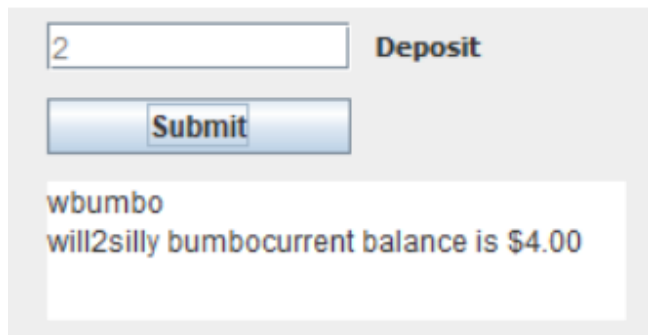 2 Deposit
Submit
wbumbo
will2silly bumbocurrent balance is $4.00